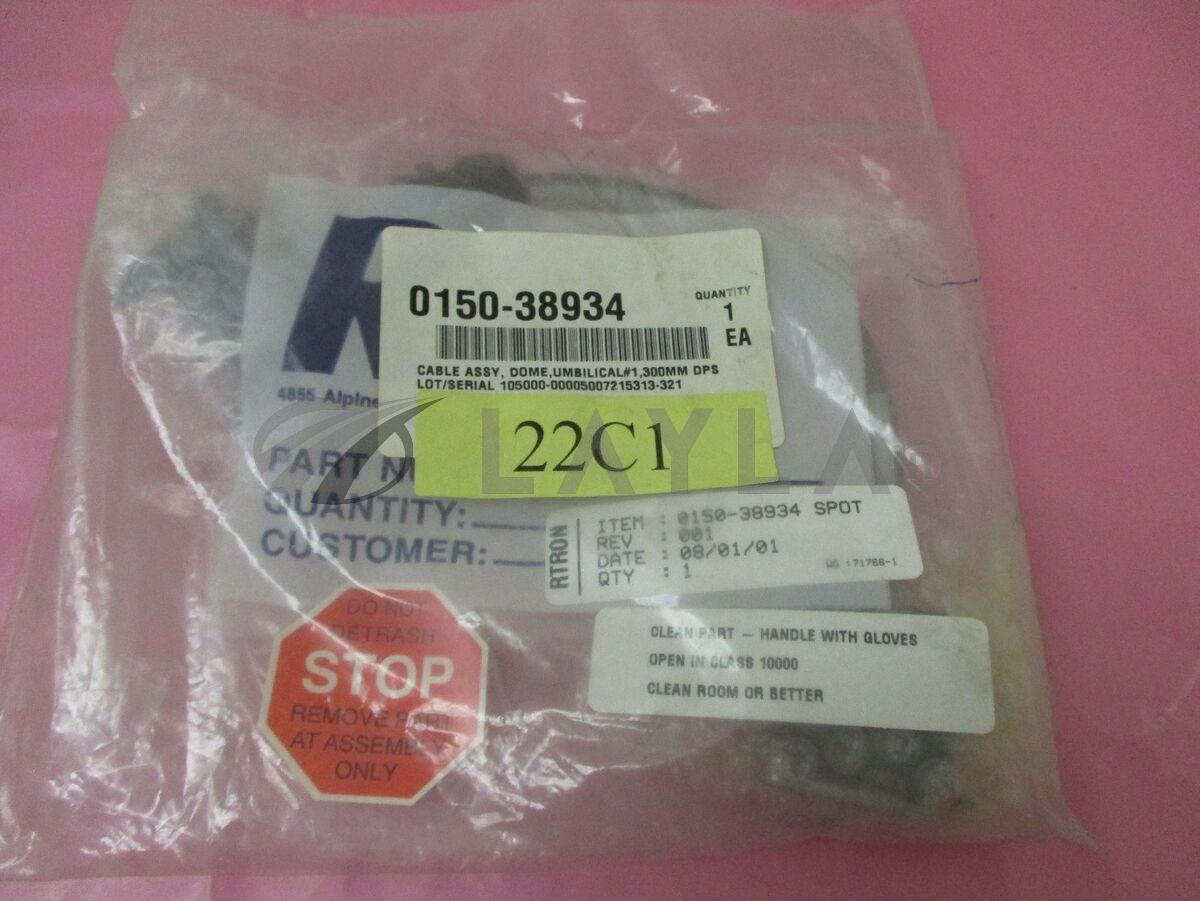 0150-38934
QUANTITY
1
EA
CABLE ASSY, DOME,UMBILICAL#1,300MM DPS
LOT/SERIAL 105000-00005007215313-321
4855 Alpine
22C1
LAYLA
PART
QUANTITY:
CUSTOMER:
RTRON
ITEM : 0150-38934 SPOT
REV : 001
DATE : 08/01/01
QTY : 1
WO :71766-1
DO NOT
DETRASH
STOP
REMOVE PART
AT ASSEMBLY
ONLY
CLEAN PART – HANDLE WITH GLOVES
OPEN IN CLASS 10000
CLEAN ROOM OR BETTER